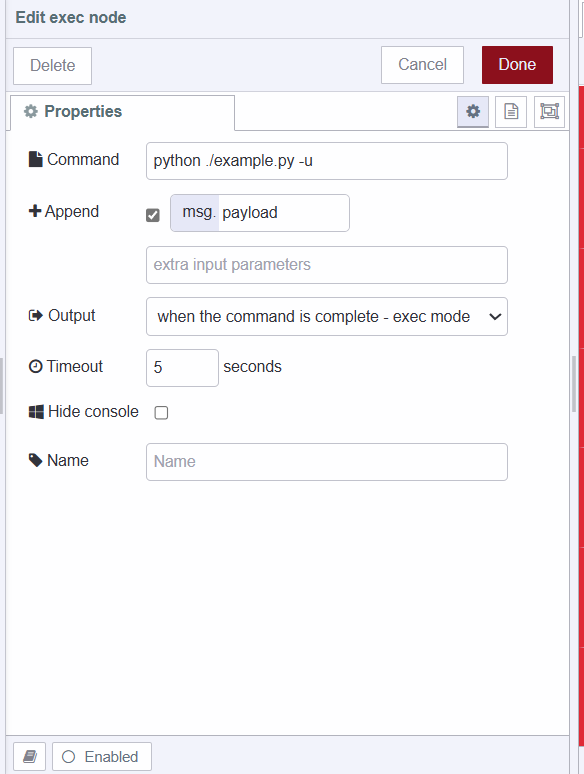 Edit exec node
Delete
Cancel
Done
Properties
Command
python ./example.py -u
Append
msg. payload
extra input parameters
Output
when the command is complete - exec mode
Timeout
5
seconds
Hide console
Name
Name
Enabled